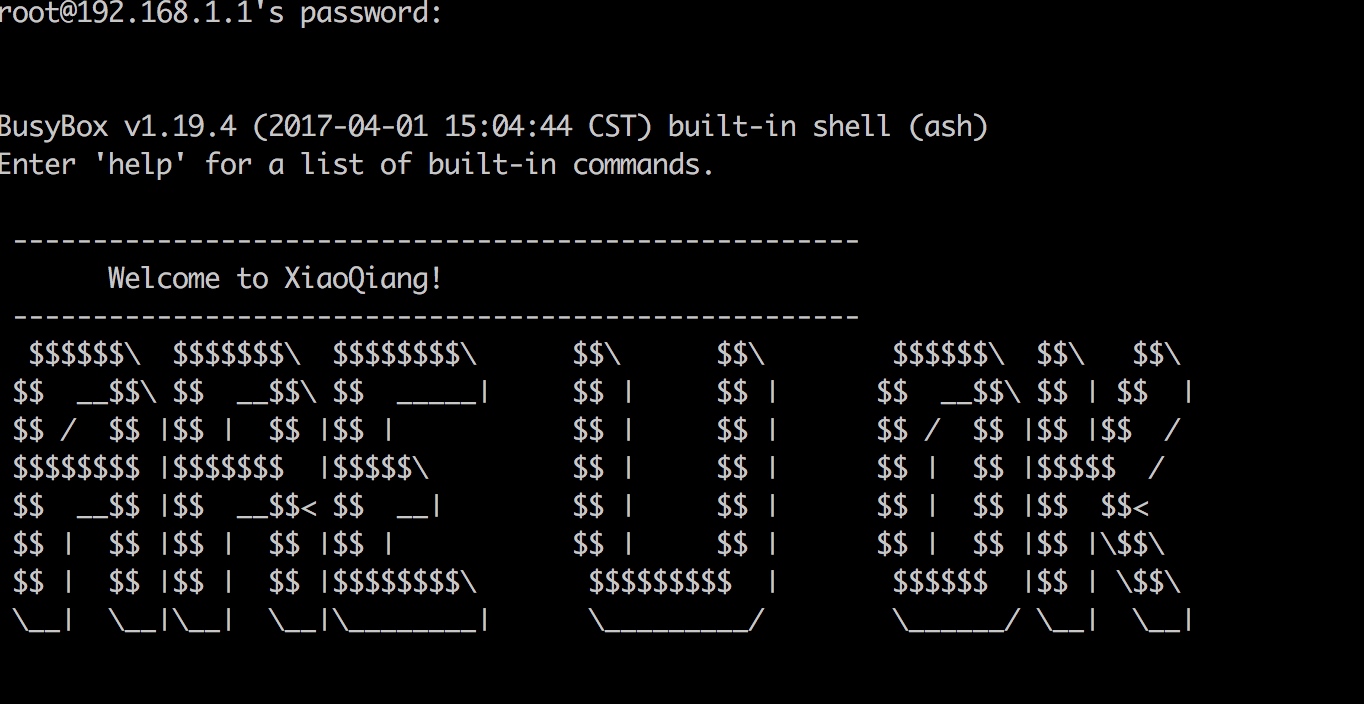 root@192.168.1.1's password:
BusyBox v1.19.4 (2017-04-01 15:04:44 CST) built-in shell (ash)
Enter 'help' for a list of built-in commands.
-----------------------------------------------------
      Welcome to XiaoQiang!
-----------------------------------------------------
 $$$$$$\  $$$$$$$\  $$$$$$$$\      $$\      $$\        $$$$$$\  $$\   $$\
$$  __$$\ $$  __$$\ $$  _____|     $$ |     $$ |      $$  __$$\ $$ | $$  |
$$ /  $$ |$$ |  $$ |$$ |           $$ |     $$ |      $$ /  $$ |$$ |$$  /
$$$$$$$$ |$$$$$$$  |$$$$$\         $$ |     $$ |      $$ |  $$ |$$$$$  /
$$  __$$ |$$  __$$< $$  __|        $$ |     $$ |      $$ |  $$ |$$  $$<
$$ |  $$ |$$ |  $$ |$$ |           $$ |     $$ |      $$ |  $$ |$$ |\$$\
$$ |  $$ |$$ |  $$ |$$$$$$$$\       $$$$$$$$$  |       $$$$$$  |$$ | \$$\
\__|  \__|\__|  \__|\________|      \_________/        \______/ \__|  \__|